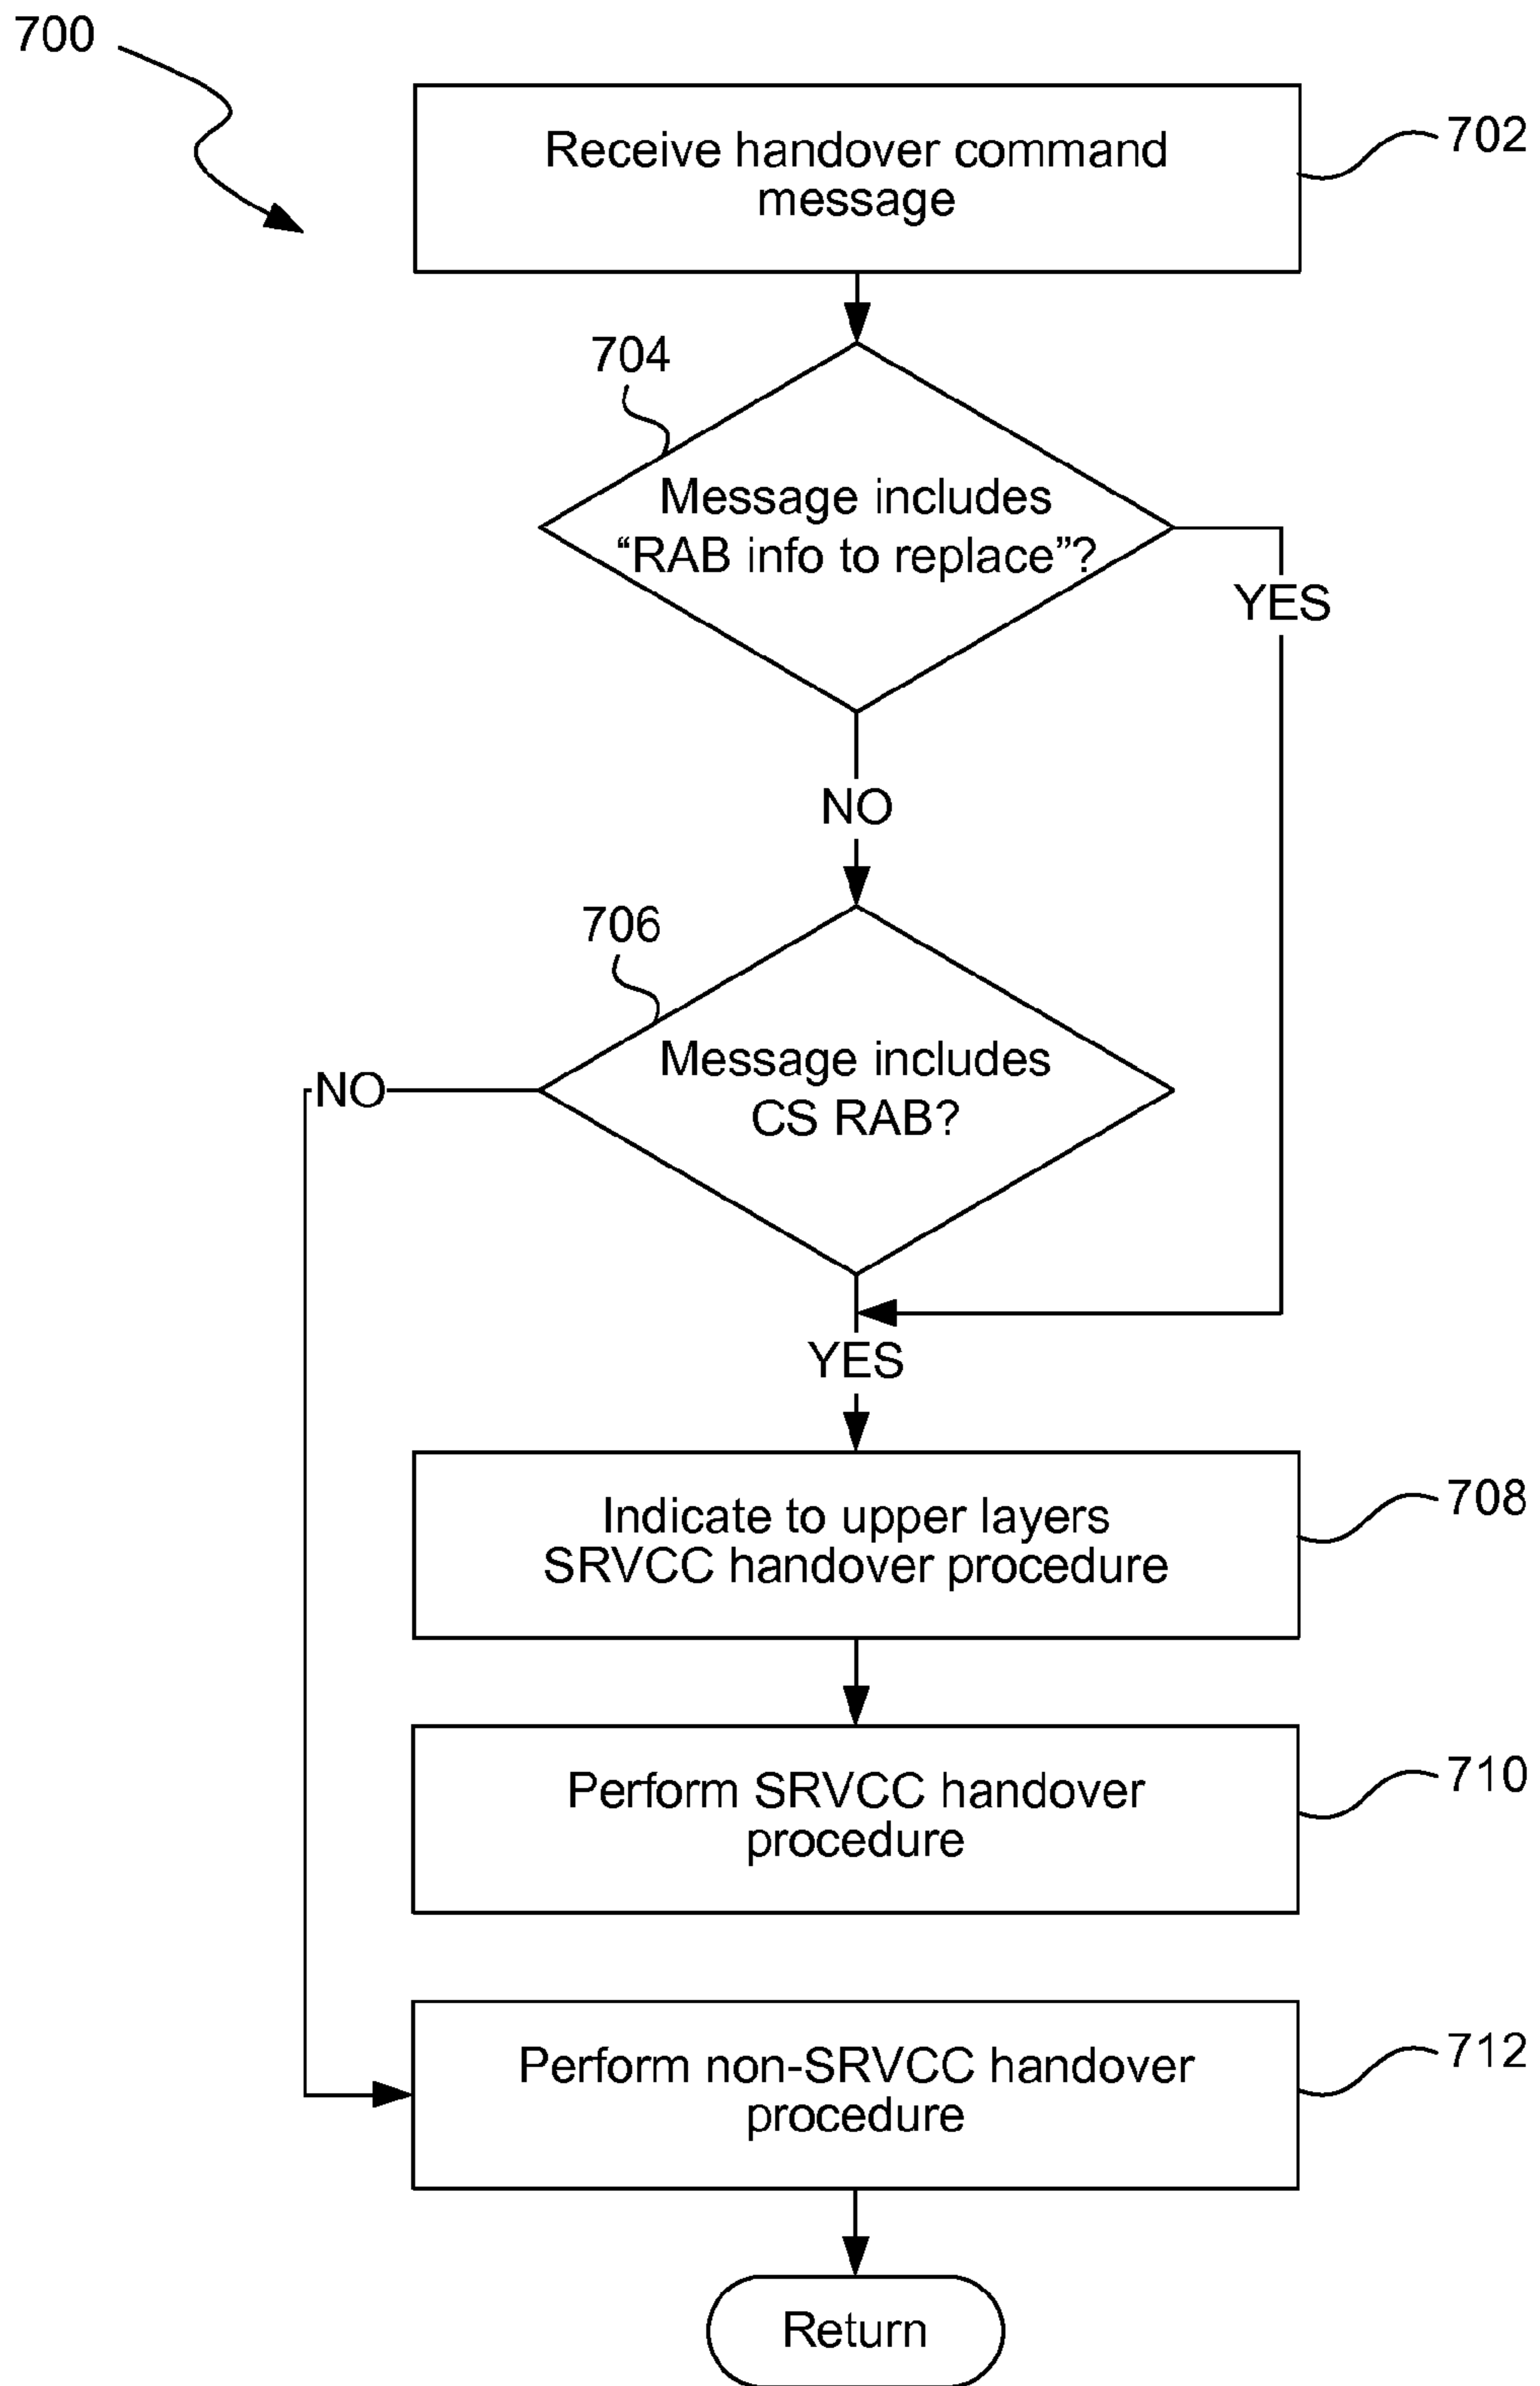 700
Receive handover command
message
702
704
Message includes
“RAB info to replace”?
YES
NO
706
Message includes
CS RAB?
NO
YES
Indicate to upper layers
SRVCC handover procedure
708
Perform SRVCC handover
procedure
710
Perform non-SRVCC handover
procedure
712
Return